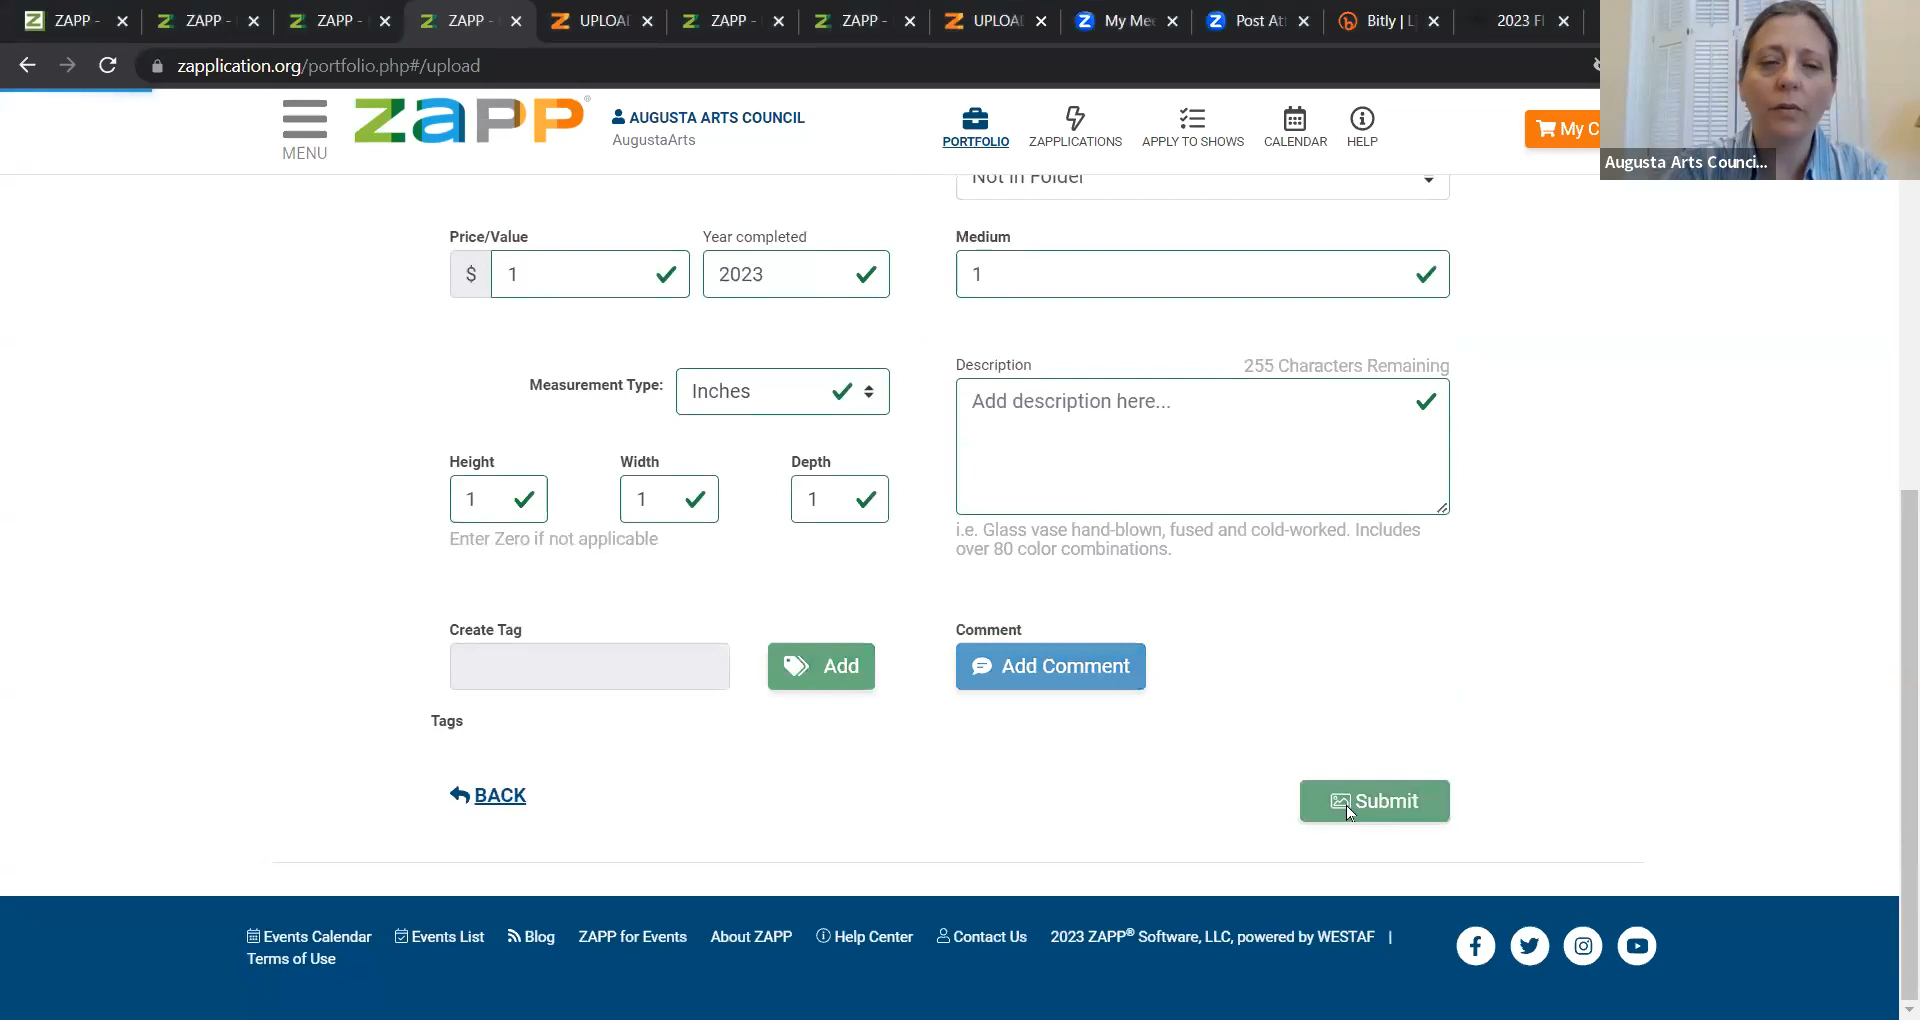 ZAPP -
ZAPP -
ZAPP -
ZAPP -
UPLOA
ZAPP -
ZAPP -
UPLOA
My Me
Post At
Bitly | L
2023 Fl
zapplication.org/portfolio.php#/upload
MENU
zapp®
AUGUSTA ARTS COUNCIL
AugustaArts
PORTFOLIO
ZAPPLICATIONS
APPLY TO SHOWS
CALENDAR
HELP
My C
Augusta Arts Counci...
Not in Folder
Price/Value
$ 1
Year completed
2023
Medium
1
Measurement Type: Inches
Description
255 Characters Remaining
Add description here...
i.e. Glass vase hand-blown, fused and cold-worked. Includes
over 80 color combinations.
Height
1
Width
1
Depth
1
Enter Zero if not applicable
Create Tag
Add
Comment
Add Comment
Tags
BACK
Submit
Events Calendar
Events List
Blog
ZAPP for Events
About ZAPP
Help Center
Contact Us
2023 ZAPP® Software, LLC, powered by WESTAF |
Terms of Use